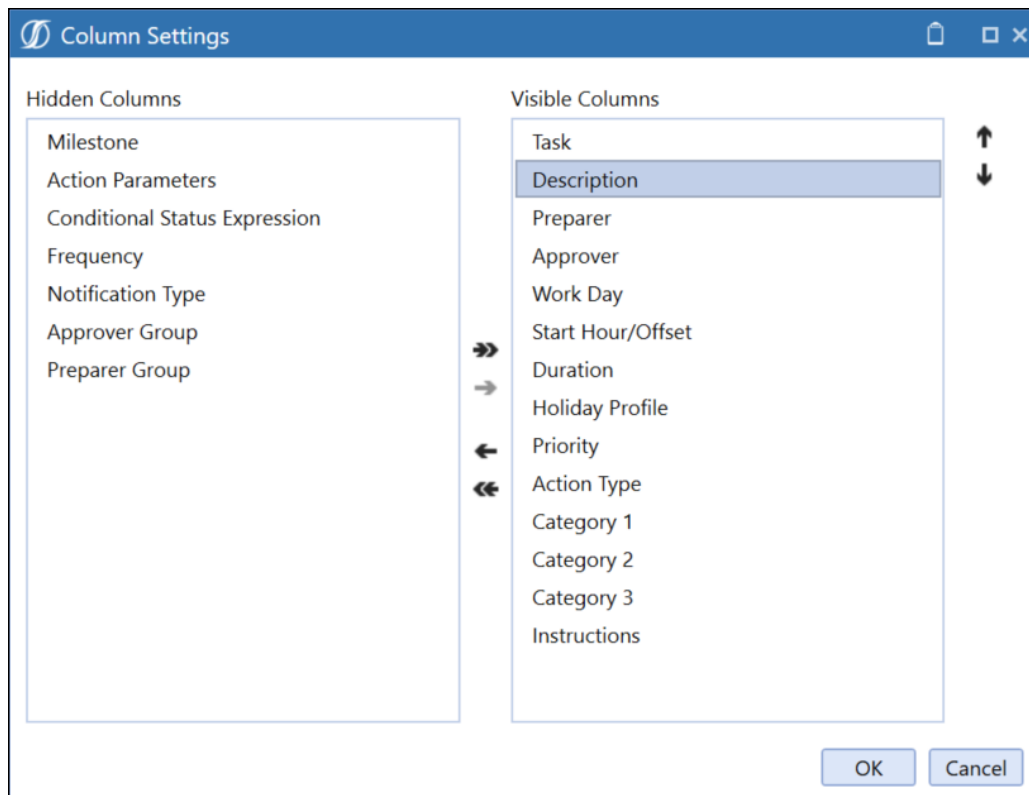 Column Settings
Hidden Columns
Milestone
Action Parameters
Conditional Status Expression
Frequency
Notification Type
Approver Group
Preparer Group
Visible Columns
Task
Description
Preparer
Approver
Work Day
Start Hour/Offset
Duration
Holiday Profile
Priority
Action Type
Category 1
Category 2
Category 3
Instructions
OK
Cancel